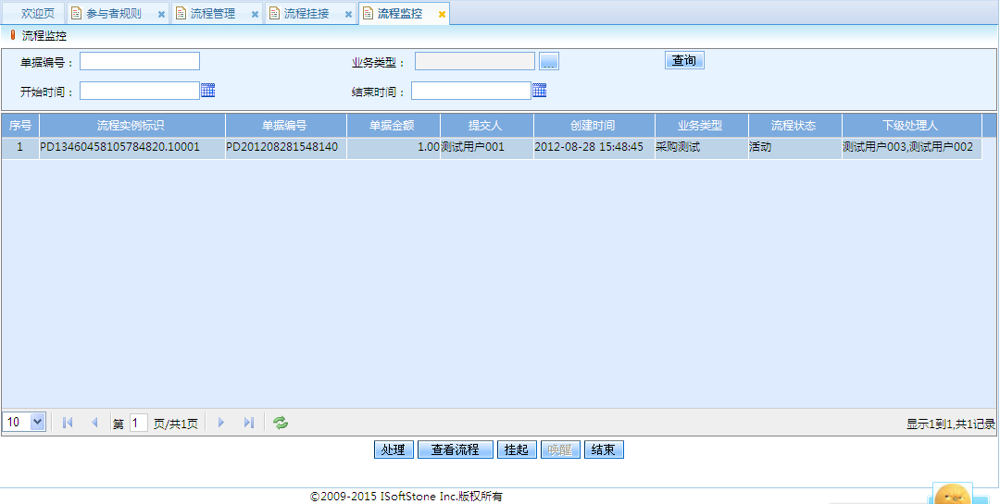 欢迎页 参与者规则 流程管理 流程挂接 流程监控
流程监控
单据编号： 业务类型： ... 查询
开始时间： 结束时间：
序号 流程实例标识 单据编号 单据金额 提交人 创建时间 业务类型 流程状态 下级处理人
1 PD13460458105784820.10001 PD201208281548140 1.00 测试用户001 2012-08-28 15:48:45 采购测试 活动 测试用户003,测试用户002
10 第 1 页/共1页 显示1到1,共1记录
处理 查看流程 挂起 唤醒 结束
©2009-2015 ISoftStone Inc.版权所有